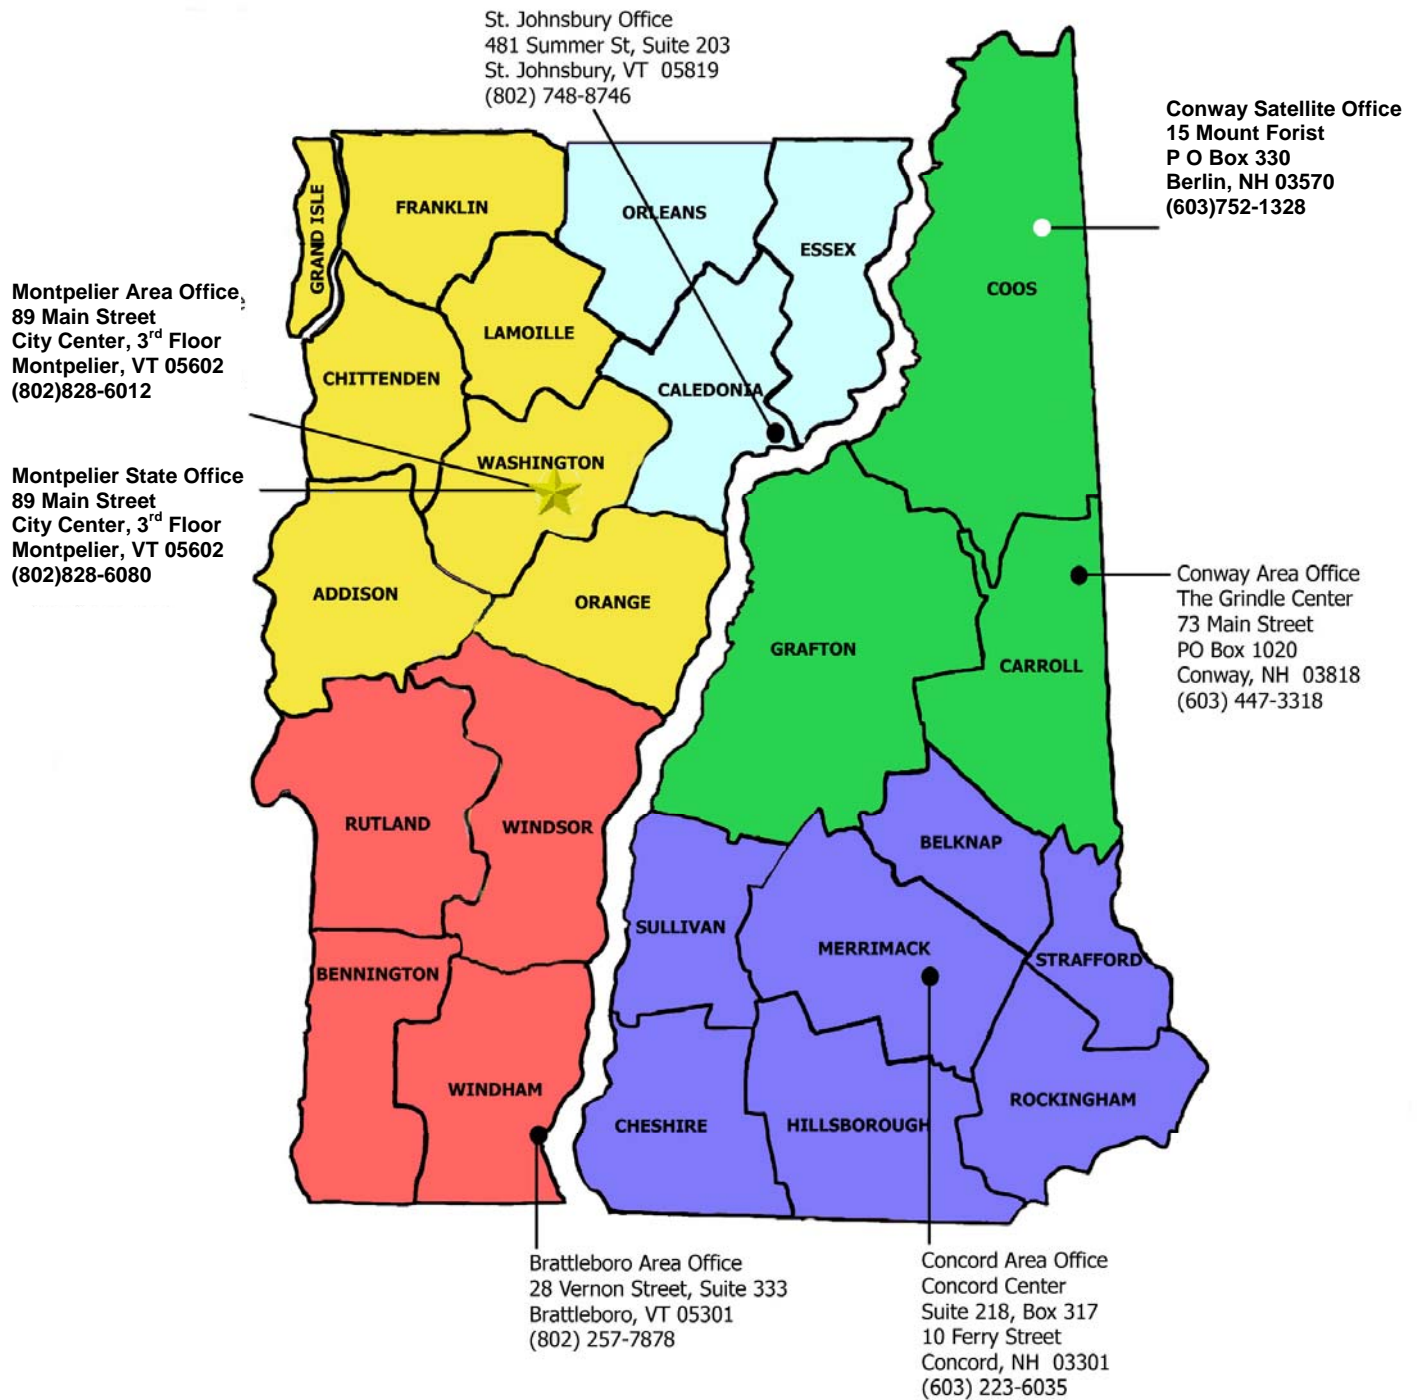 St. Johnsbury Office
481 Summer St, Suite 203
St. Johnsbury, VT  05819
(802) 748-8746
Conway Satellite Office
15 Mount Forist
P O Box 330
Berlin, NH 03570
(603)752-1328
GRAND ISLE
FRANKLIN
ORLEANS
ESSEX
COOS
Montpelier Area Office
89 Main Street
City Center, 3rd Floor
Montpelier, VT 05602
(802)828-6012
LAMOILLE
CHITTENDEN
CALEDONIA
WASHINGTON
Montpelier State Office
89 Main Street
City Center, 3rd Floor
Montpelier, VT 05602
(802)828-6080
ADDISON
ORANGE
GRAFTON
CARROLL
Conway Area Office
The Grindle Center
73 Main Street
PO Box 1020
Conway, NH  03818
(603) 447-3318
RUTLAND
WINDSOR
BELKNAP
SULLIVAN
MERRIMACK
STRAFFORD
BENNINGTON
WINDHAM
CHESHIRE
HILLSBOROUGH
ROCKINGHAM
Brattleboro Area Office
28 Vernon Street, Suite 333
Brattleboro, VT 05301
(802) 257-7878
Concord Area Office
Concord Center
Suite 218, Box 317
10 Ferry Street
Concord, NH  03301
(603) 223-6035